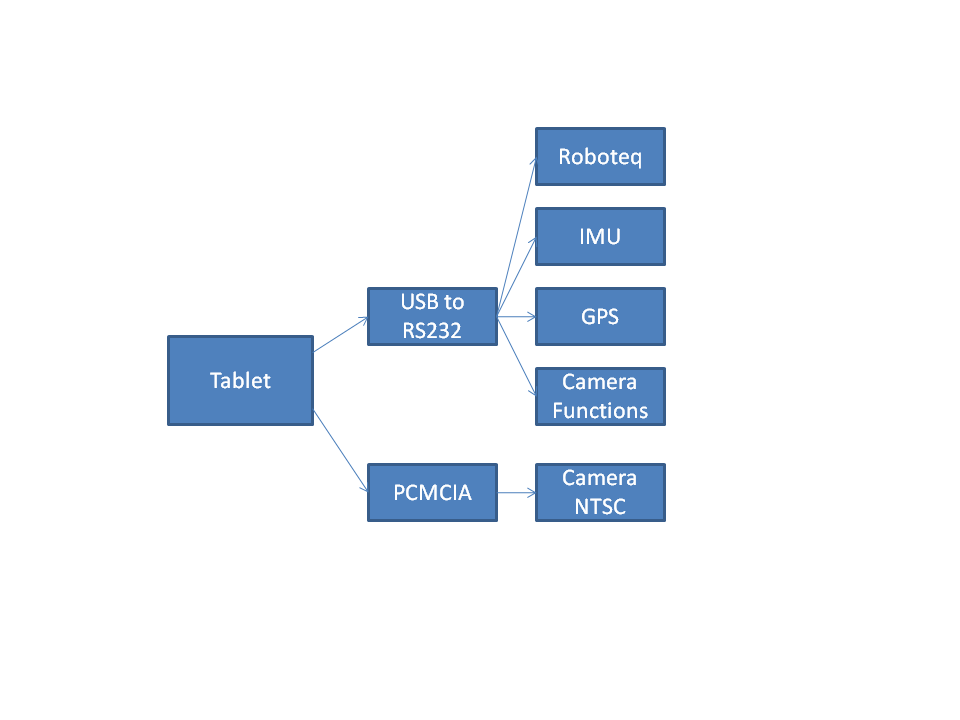 Roboteq
IMU
USB to
RS232
GPS
Tablet
Camera
Functions
PCMCIA
Camera
NTSC